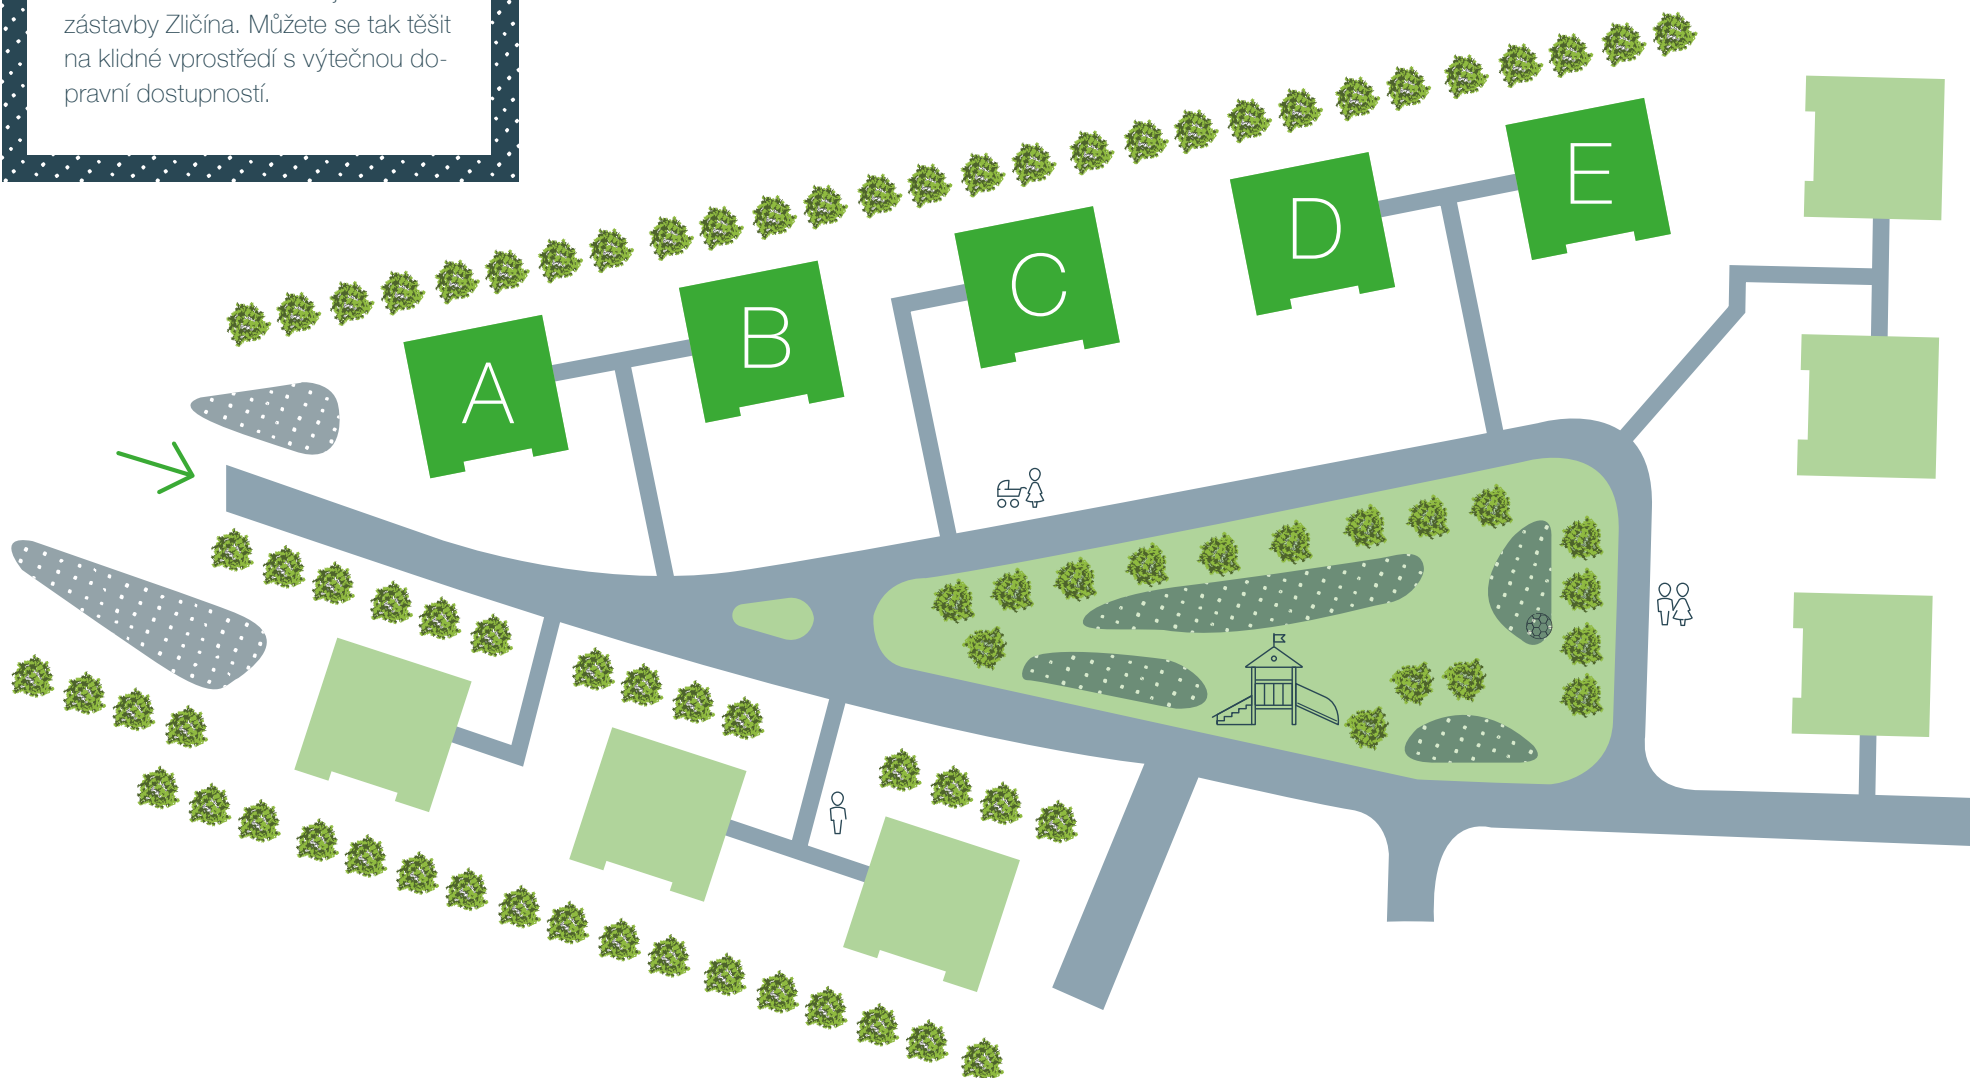 zástavby Zličína. Můžete se tak těšit
na klidné vprostředí s výtečnou do-
pravní dostupností.
A
B
C
D
E